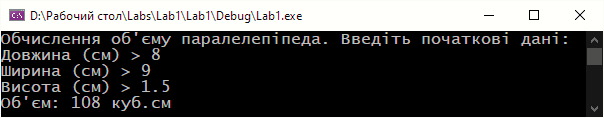 D:\Рабочий стол\Labs\Lab1\Lab1\Debug\Lab1.exe
Обчислення об'єму паралелепіпеда. Введіть початкові дані:
Довжина (см) > 8
Ширина (см) > 9
Висота (см) > 1.5
Об'єм: 108 куб.см